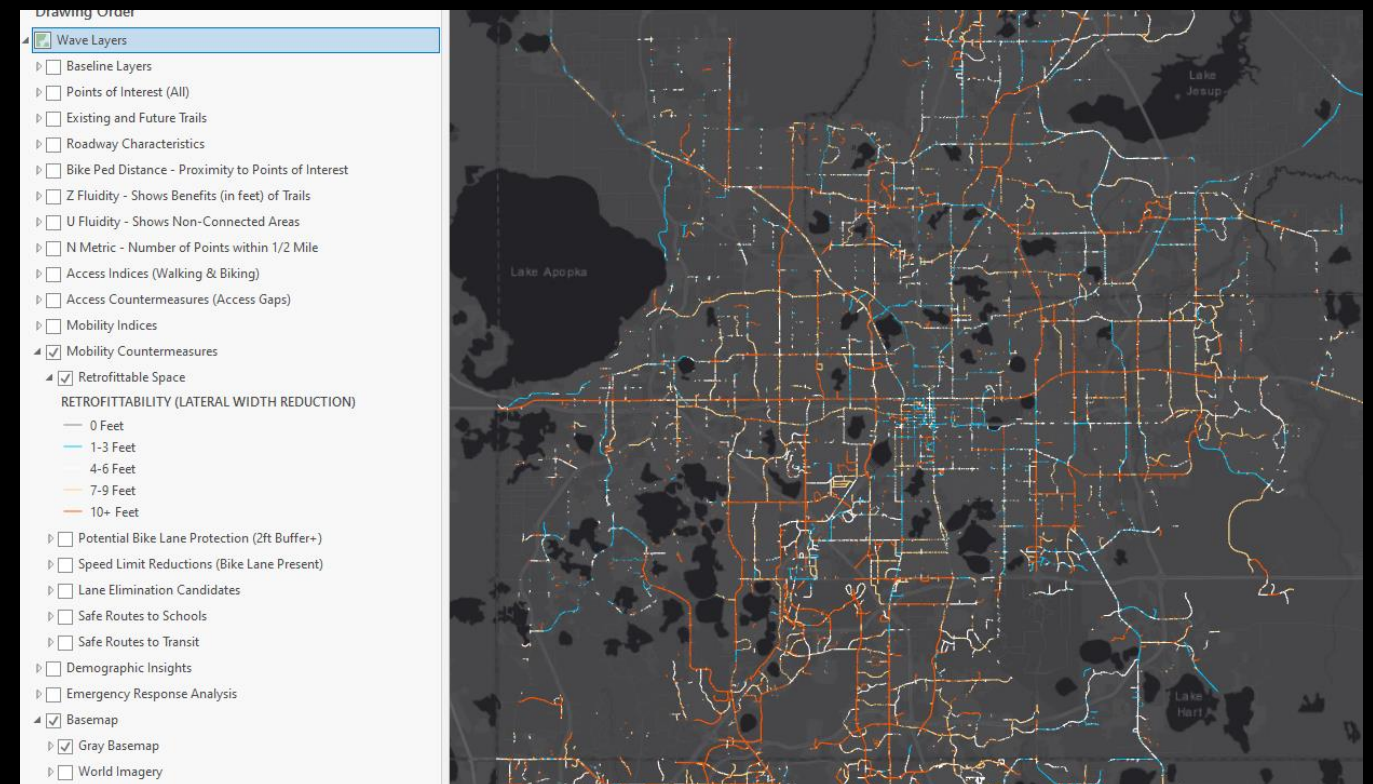 Drawing Order
Wave Layers
Baseline Layers
Points of Interest (All)
Existing and Future Trails
Roadway Characteristics
Bike Ped Distance - Proximity to Points of Interest
Z Fluidity - Shows Benefits (in feet) of Trails
U Fluidity - Shows Non-Connected Areas
N Metric - Number of Points within 1/2 Mile
Access Indices (Walking & Biking)
Access Countermeasures (Access Gaps)
Mobility Indices
Mobility Countermeasures
Retrofittable Space
RETROFITTABILITY (LATERAL WIDTH REDUCTION)
0 Feet
1-3 Feet
4-6 Feet
7-9 Feet
10+ Feet
Potential Bike Lane Protection (2ft Buffer+)
Speed Limit Reductions (Bike Lane Present)
Lane Elimination Candidates
Safe Routes to Schools
Safe Routes to Transit
Demographic Insights
Emergency Response Analysis
Basemap
Gray Basemap
World Imagery
Lake
Jesup
Lake Apopka
Lake
Hart